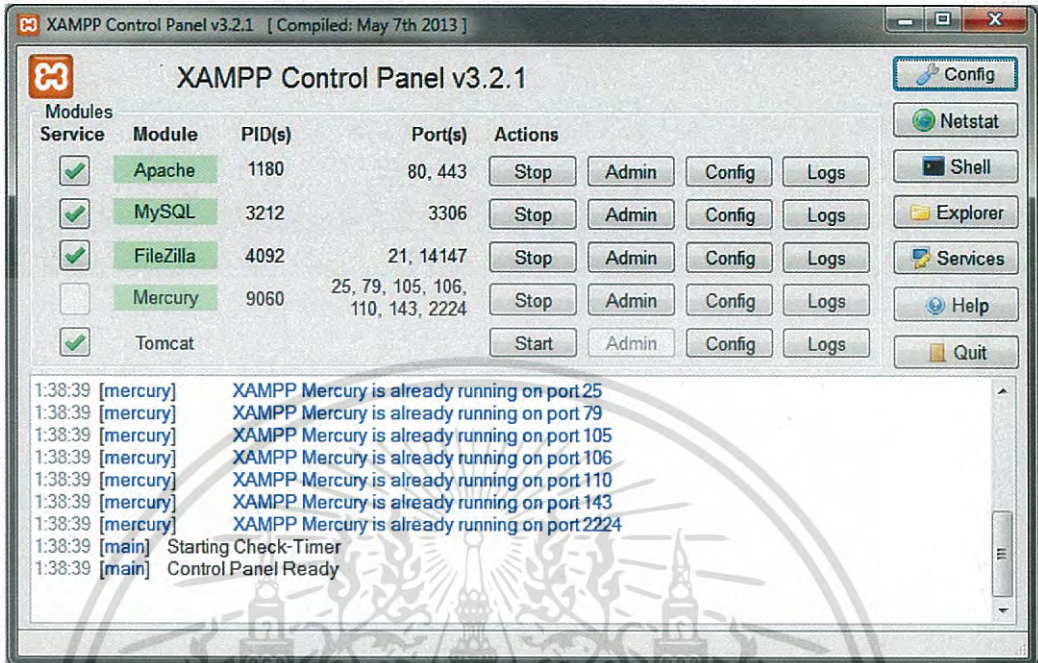 XAMPP Control Panel v3.2.1 [ Compiled: May 7th 2013 ]
XAMPP Control Panel v3.2.1
Config
Modules
Service Module PID(s) Port(s) Actions
Netstat
Apache 1180 80, 443 Stop Admin Config Logs
Shell
MySQL 3212 3306 Stop Admin Config Logs
Explorer
FileZilla 4092 21, 14147 Stop Admin Config Logs
Services
Mercury 9060 25, 79, 105, 106, 110, 143, 2224 Stop Admin Config Logs
Help
Tomcat Start Admin Config Logs
Quit
1:38:39 [mercury] XAMPP Mercury is already running on port 25
1:38:39 [mercury] XAMPP Mercury is already running on port 79
1:38:39 [mercury] XAMPP Mercury is already running on port 105
1:38:39 [mercury] XAMPP Mercury is already running on port 106
1:38:39 [mercury] XAMPP Mercury is already running on port 110
1:38:39 [mercury] XAMPP Mercury is already running on port 143
1:38:39 [mercury] XAMPP Mercury is already running on port 2224
1:38:39 [main] Starting Check-Timer
1:38:39 [main] Control Panel Ready